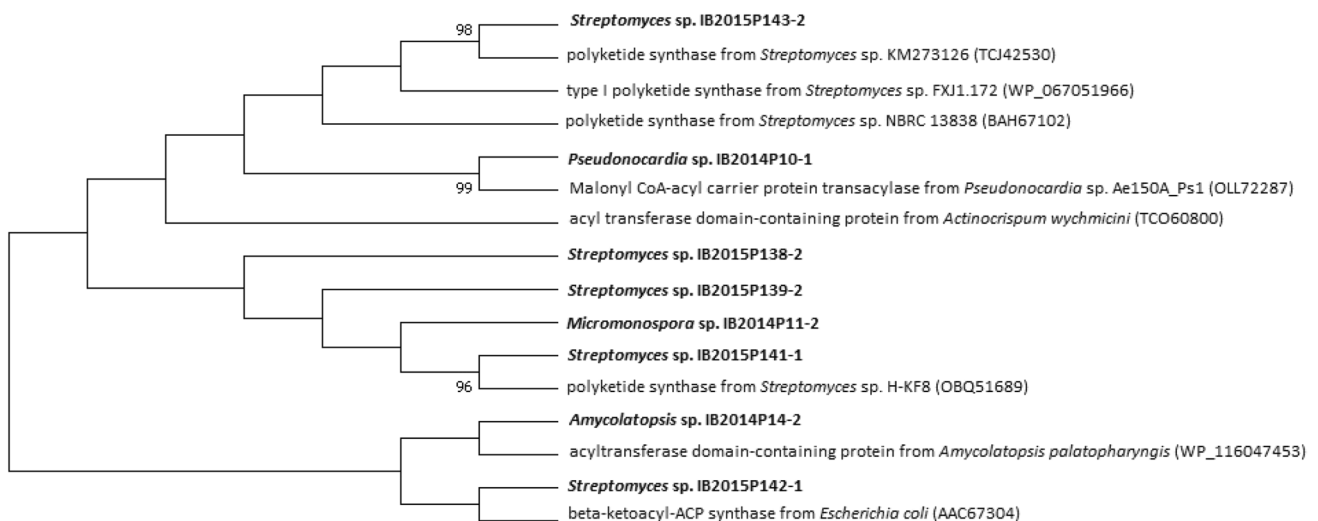 Streptomyces sp. IB2015P143-2
98
polyketide synthase from Streptomyces sp. KM273126 (TCJ42530)
type I polyketide synthase from Streptomyces sp. FXJ1.172 (WP_067051966)
polyketide synthase from Streptomyces sp. NBRC 13838 (BAH67102)
Pseudonocardia sp. IB2014P10-1
99
Malonyl CoA-acyl carrier protein transacylase from Pseudonocardia sp. Ae150A_Ps1 (OLL72287)
acyl transferase domain-containing protein from Actinocrispum wychmicini (TCO60800)
Streptomyces sp. IB2015P138-2
Streptomyces sp. IB2015P139-2
Micromonospora sp. IB2014P11-2
Streptomyces sp. IB2015P141-1
96
polyketide synthase from Streptomyces sp. H-KF8 (OBQ51689)
Amycolatopsis sp. IB2014P14-2
acyltransferase domain-containing protein from Amycolatopsis palatopharyngis (WP_116047453)
Streptomyces sp. IB2015P142-1
beta-ketoacyl-ACP synthase from Escherichia coli (AAC67304)